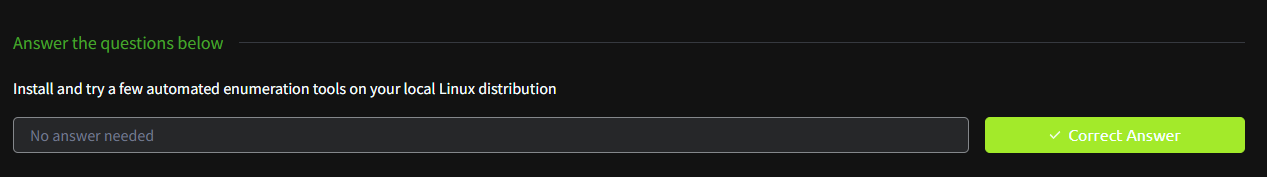 Answer the questions below
Install and try a few automated enumeration tools on your local Linux distribution
No answer needed
✓ Correct Answer